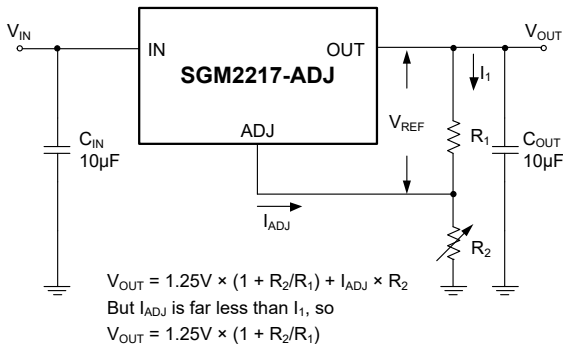 V_IN
V_OUT
IN
OUT
SGM2217-ADJ
ADJ
I_1
V_REF
R_1
C_IN
10µF
C_OUT
10µF
I_ADJ
R_2
V_OUT = 1.25V × (1 + R_2/R_1) + I_ADJ × R_2
But I_ADJ is far less than I_1, so
V_OUT = 1.25V × (1 + R_2/R_1)